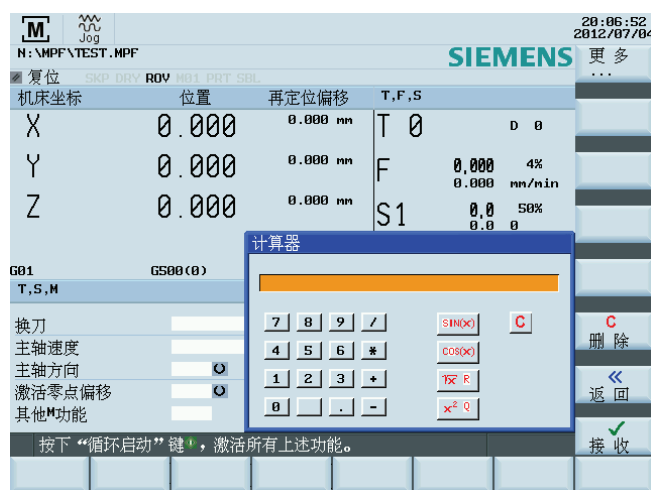 M Jog
20:06:52
2012/07/04
N:\MPF\TEST.MPF
SIEMENS
更多
...
复位 SKP DRY ROV M01 PRT SBL
机床坐标 位置 再定位偏移 T,F,S
X 0.000 0.000 mm T 0 D 0
Y 0.000 0.000 mm F 0,000 4%
0.000 mm/min
Z 0.000 0.000 mm S1 0,0 50%
0.0 0
计算器
G01 G500(0)
T,S,M
7 8 9 / SIN(x) C
4 5 6 * COS(x)
1 2 3 + √x R
0 . - x² Q
换刀
主轴速度
主轴方向
激活零点偏移
其他M功能
C
删除
«
返回
接收
按下“循环启动”键，激活所有上述功能。